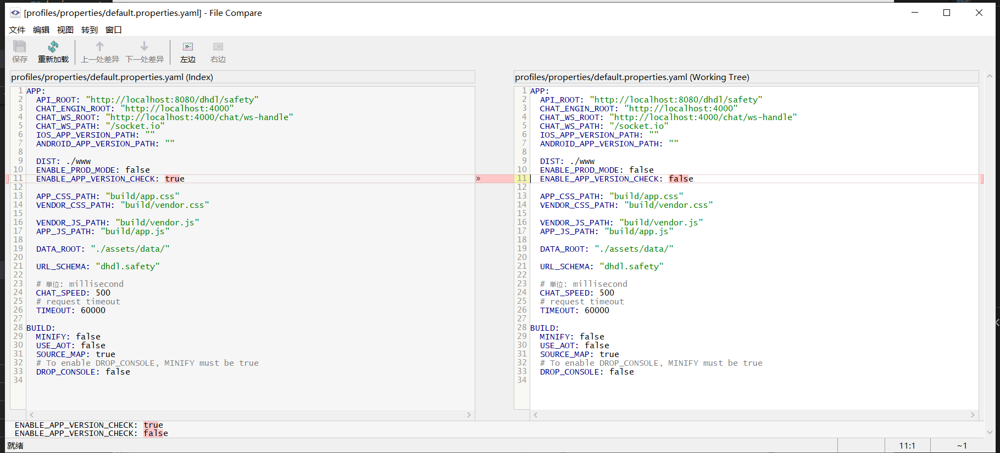 [profiles/properties/default.properties.yaml] - File Compare
文件 编辑 视图 转到 窗口
保存 重新加载 上一处差异 下一处差异 左边 右边
profiles/properties/default.properties.yaml (Index)
1 APP:
2 API_ROOT: "http://localhost:8080/dhdl/safety"
3 CHAT_ENGIN_ROOT: "http://localhost:4000"
4 CHAT_WS_ROOT: "http://localhost:4000/chat/ws-handle"
5 CHAT_WS_PATH: "/socket.io"
6 IOS_APP_VERSION_PATH: ""
7 ANDROID_APP_VERSION_PATH: ""
8
9 DIST: ./www
10 ENABLE_PROD_MODE: false
11 ENABLE_APP_VERSION_CHECK: true
12
13 APP_CSS_PATH: "build/app.css"
14 VENDOR_CSS_PATH: "build/vendor.css"
15
16 VENDOR_JS_PATH: "build/vendor.js"
17 APP_JS_PATH: "build/app.js"
18
19 DATA_ROOT: "./assets/data/"
20
21 URL_SCHEMA: "dhdl.safety"
22
23 # 単位: millisecond
24 CHAT_SPEED: 500
25 # request timeout
26 TIMEOUT: 60000
27
28 BUILD:
29 MINIFY: false
30 USE_AOT: false
31 SOURCE_MAP: true
32 # To enable DROP_CONSOLE, MINIFY must be true
33 DROP_CONSOLE: false
34
profiles/properties/default.properties.yaml (Working Tree)
1 APP:
2 API_ROOT: "http://localhost:8080/dhdl/safety"
3 CHAT_ENGIN_ROOT: "http://localhost:4000"
4 CHAT_WS_ROOT: "http://localhost:4000/chat/ws-handle"
5 CHAT_WS_PATH: "/socket.io"
6 IOS_APP_VERSION_PATH: ""
7 ANDROID_APP_VERSION_PATH: ""
8
9 DIST: ./www
10 ENABLE_PROD_MODE: false
11 ENABLE_APP_VERSION_CHECK: false
12
13 APP_CSS_PATH: "build/app.css"
14 VENDOR_CSS_PATH: "build/vendor.css"
15
16 VENDOR_JS_PATH: "build/vendor.js"
17 APP_JS_PATH: "build/app.js"
18
19 DATA_ROOT: "./assets/data/"
20
21 URL_SCHEMA: "dhdl.safety"
22
23 # 単位: millisecond
24 CHAT_SPEED: 500
25 # request timeout
26 TIMEOUT: 60000
27
28 BUILD:
29 MINIFY: false
30 USE_AOT: false
31 SOURCE_MAP: true
32 # To enable DROP_CONSOLE, MINIFY must be true
33 DROP_CONSOLE: false
34
ENABLE_APP_VERSION_CHECK: true
ENABLE_APP_VERSION_CHECK: false
就绪 11:1 ~1